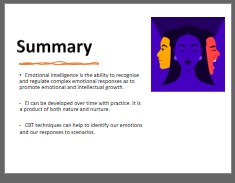 Summary
• Emotional Intelligence is the ability to recognise
and regulate complex emotional responses as to
promote emotional and intellectual growth.
- EI can be developed over time with practice. It is
a product of both nature and nurture.
- CBT techniques can help to identify our emotions
and our responses to scenarios.